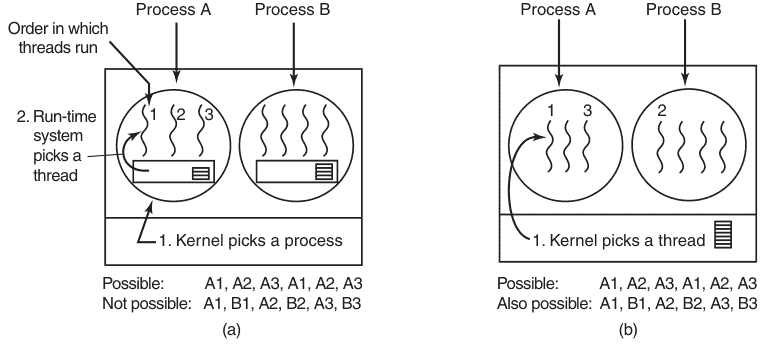 Process A
Process B
Order in which
threads run
1 2 3
2. Run-time
system
picks a
thread
1. Kernel picks a process
Possible: A1, A2, A3, A1, A2, A3
Not possible: A1, B1, A2, B2, A3, B3
(a)
Process A
Process B
1 3
2
1. Kernel picks a thread
Possible: A1, A2, A3, A1, A2, A3
Also possible: A1, B1, A2, B2, A3, B3
(b)